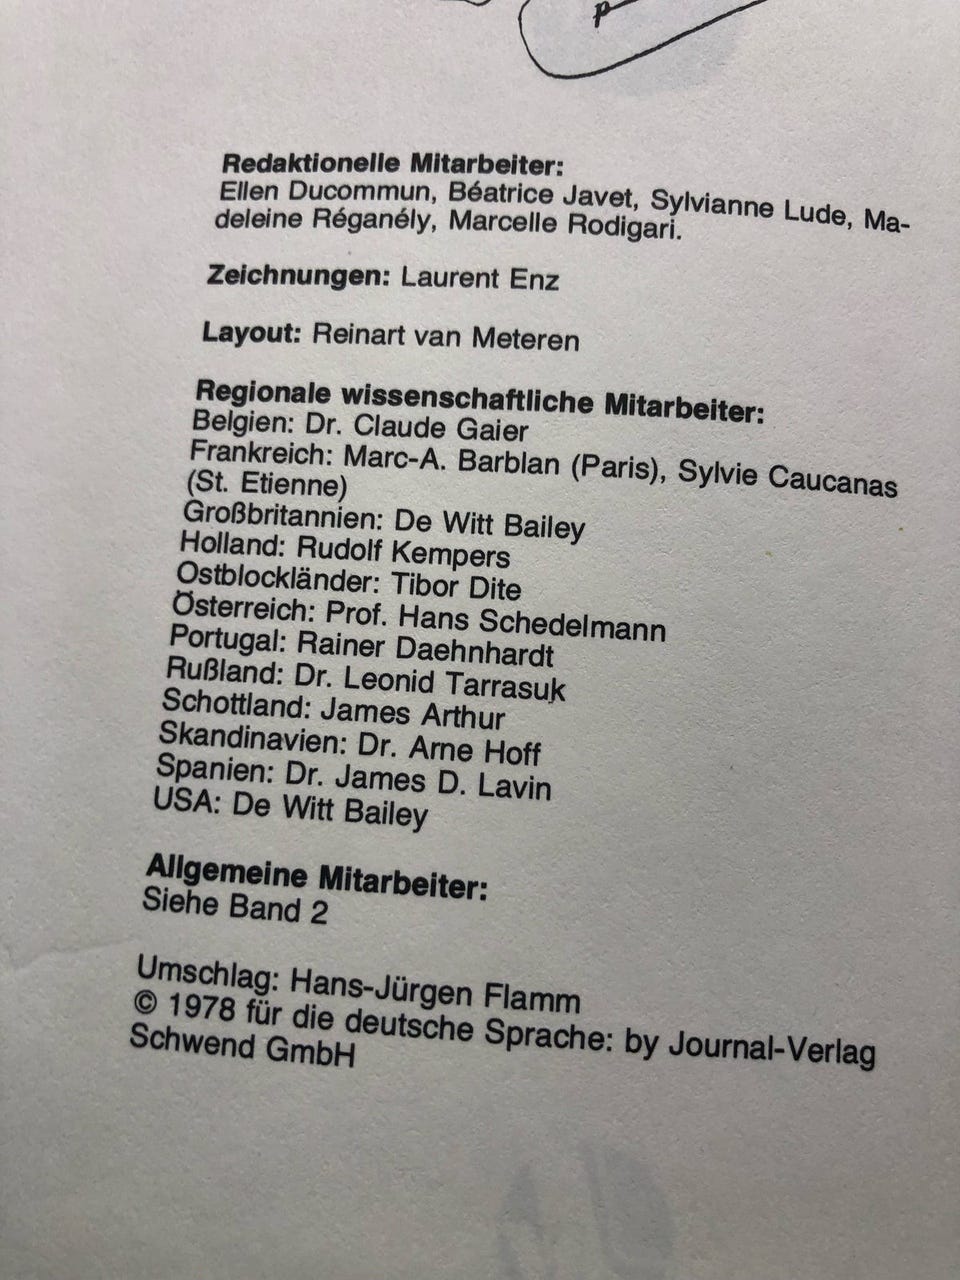 p
Redaktionelle Mitarbeiter:
Ellen Ducommun, Béatrice Javet, Sylvianne Lude, Ma-
deleine Réganély, Marcelle Rodigari.
Zeichnungen: Laurent Enz
Layout: Reinart van Meteren
Regionale wissenschaftliche Mitarbeiter:
Belgien: Dr. Claude Gaier
Frankreich: Marc-A. Barblan (Paris), Sylvie Caucanas
(St. Etienne)
Großbritannien: De Witt Bailey
Holland: Rudolf Kempers
Ostblockländer: Tibor Dite
Österreich: Prof. Hans Schedelmann
Portugal: Rainer Daehnhardt
Rußland: Dr. Leonid Tarrasuk
Schottland: James Arthur
Skandinavien: Dr. Arne Hoff
Spanien: Dr. James D. Lavin
USA: De Witt Bailey
Allgemeine Mitarbeiter:
Siehe Band 2
Umschlag: Hans-Jürgen Flamm
© 1978 für die deutsche Sprache: by Journal-Verlag
Schwend GmbH